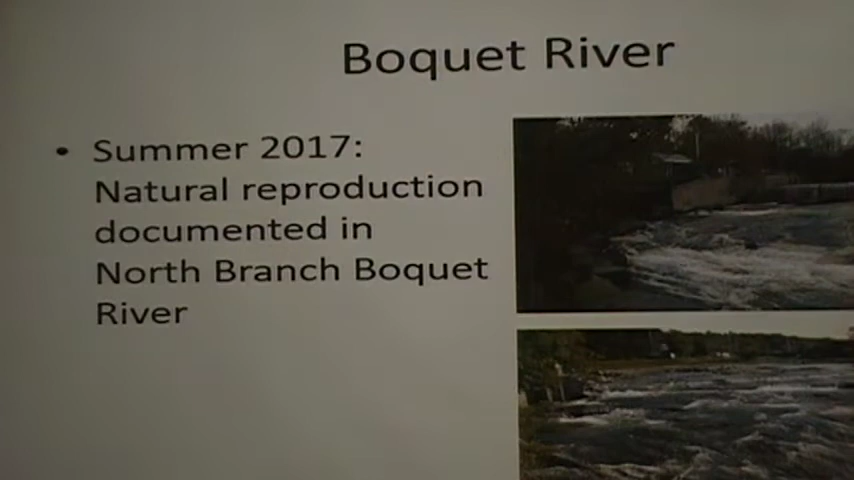 Boquet River
• Summer 2017:
Natural reproduction
documented in
North Branch Boquet
River